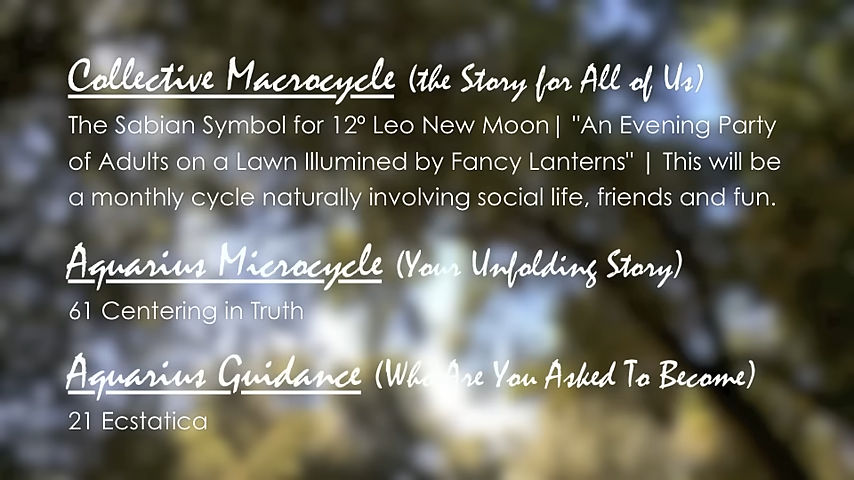 Collective Macrocycle (the Story for All of Us)
The Sabian Symbol for 12º Leo New Moon| "An Evening Party
of Adults on a Lawn Illumined by Fancy Lanterns" | This will be
a monthly cycle naturally involving social life, friends and fun.
Aquarius Microcycle (Your Unfolding Story)
61 Centering in Truth
Aquarius Guidance (Who Are You Asked To Become)
21 Ecstatica